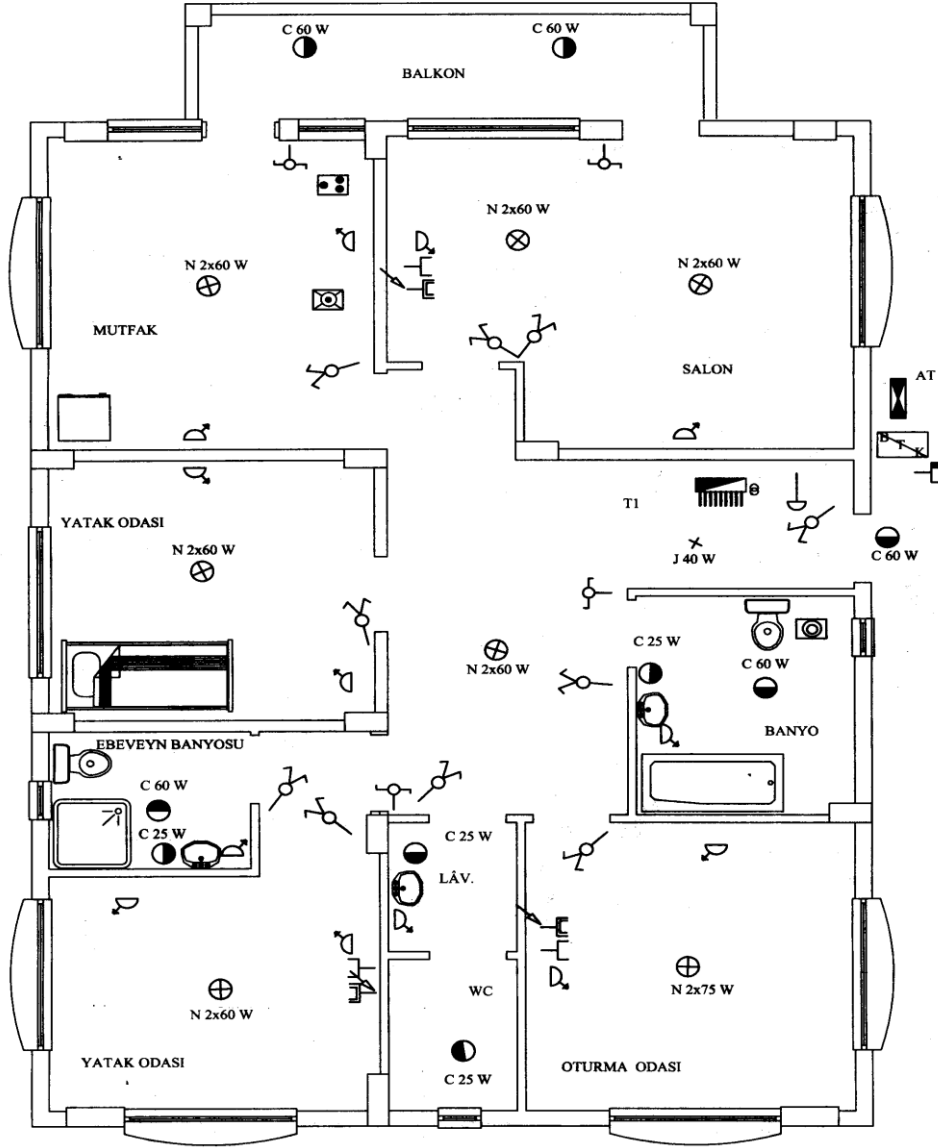 C 60 W
C 60 W
BALKON
N 2x60 W
N 2x60 W
N 2x60 W
MUTFAK
SALON
AT
B T K
YATAK ODASI
T1
N 2x60 W
J 40 W
C 60 W
C 25 W
C 60 W
N 2x60 W
BANYO
EBEVEYN BANYOSU
C 60 W
C 25 W
C 25 W
LÂV.
WC
N 2x60 W
N 2x75 W
YATAK ODASI
C 25 W
OTURMA ODASI